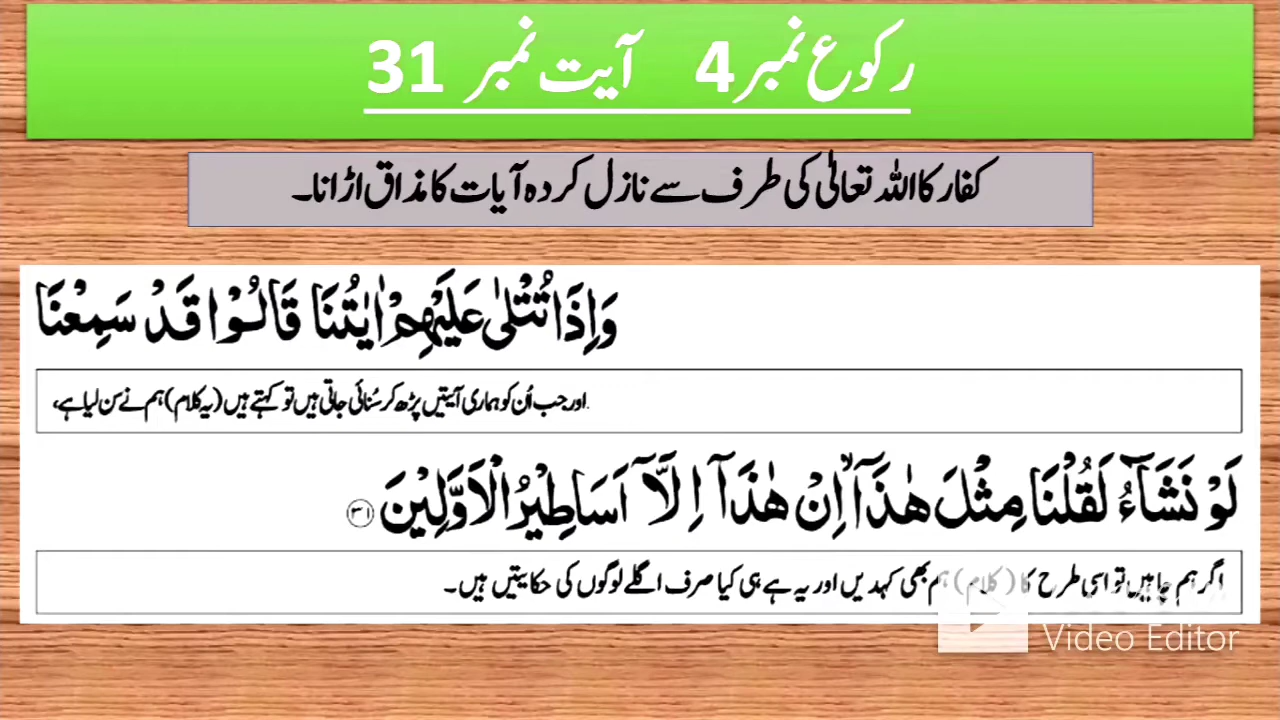 رکوع نمبر 4 آیت نمبر 31
کفار کا اللہ تعالیٰ کی طرف سے نازل کردہ آیات کا مذاق اڑانا۔
وَاِذَا تُتْلٰى عَلَيْهِمْ اٰيٰتُنَا قَالُوْا قَدْ سَمِعْنَا
اور جب اُن کو ہماری آیتیں پڑھ کر سُنائی جاتی ہیں تو کہتے ہیں (یہ کلام) ہم نے سن لیا ہے،
لَوْ نَشَآءُ لَقُلْنَا مِثْلَ هٰذَآ ۙ اِنْ هٰذَآ اِلَّآ اَسَاطِيْرُ الْاَوَّلِيْنَ ۝۳۱
اگر ہم چاہیں تو اسی طرح کا (کلام) ہم بھی کہدیں اور یہ ہے ہی کیا صرف اگلے لوگوں کی حکایتیں ہیں۔
Video Editor